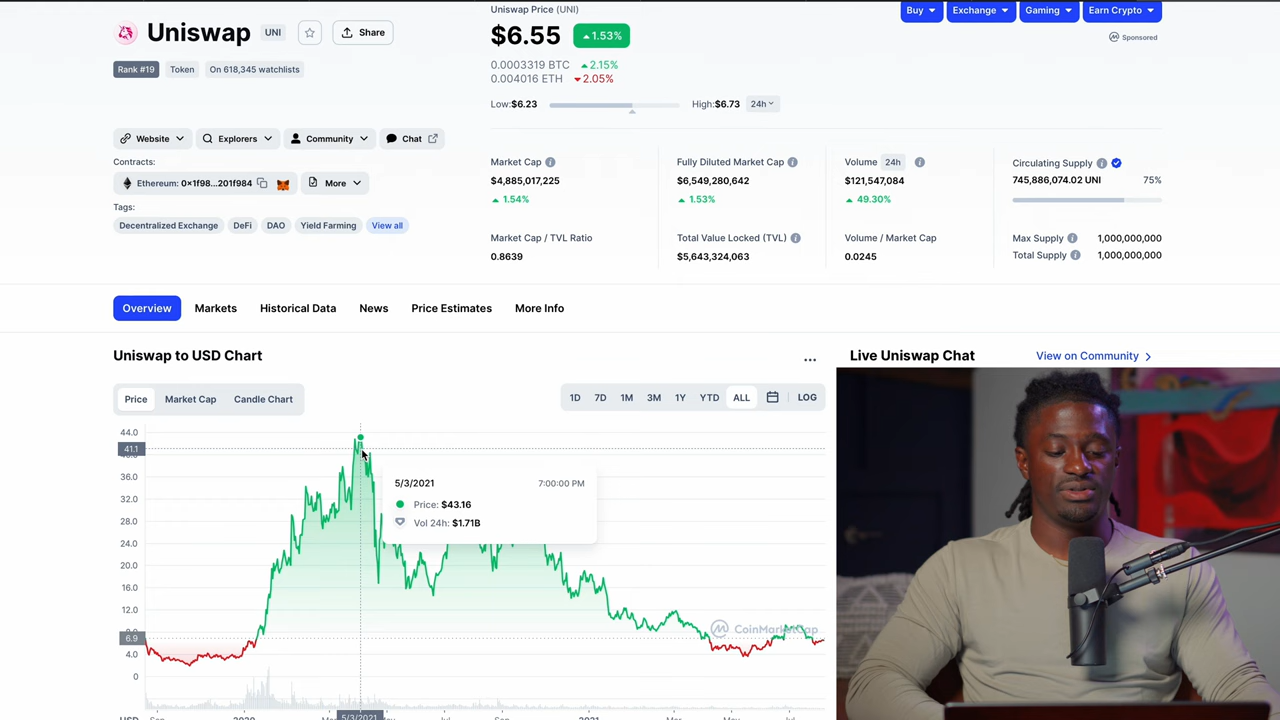 Uniswap UNI Share
Rank #19 Token On 618,345 watchlists
Website Explorers Community Chat
Contracts:
Ethereum: 0x1f98...201f984 More
Tags:
Decentralized Exchange DeFi DAO Yield Farming View all
Uniswap Price (UNI)
$6.55 1.53%
0.0003319 BTC 2.15%
0.004016 ETH 2.05%
Low:$6.23 High:$6.73 24h
Buy Exchange Gaming Earn Crypto
Sponsored
Market Cap
$4,885,017,225
1.54%
Fully Diluted Market Cap
$6,549,280,642
1.53%
Volume 24h
$121,547,084
49.30%
Circulating Supply
745,886,074.02 UNI 75%
Market Cap / TVL Ratio
0.8639
Total Value Locked (TVL)
$5,643,324,063
Volume / Market Cap
0.0245
Max Supply 1,000,000,000
Total Supply 1,000,000,000
Overview Markets Historical Data News Price Estimates More Info
Uniswap to USD Chart
...
Price Market Cap Candle Chart
1D 7D 1M 3M 1Y YTD ALL LOG
44.0
41.1
36.0
32.0
28.0
24.0
20.0
16.0
12.0
6.9
4.0
0
5/3/2021 7:00:00 PM
Price: $43.16
Vol 24h: $1.71B
CoinMarketCap
USD 5/3/2021
Live Uniswap Chat View on Community